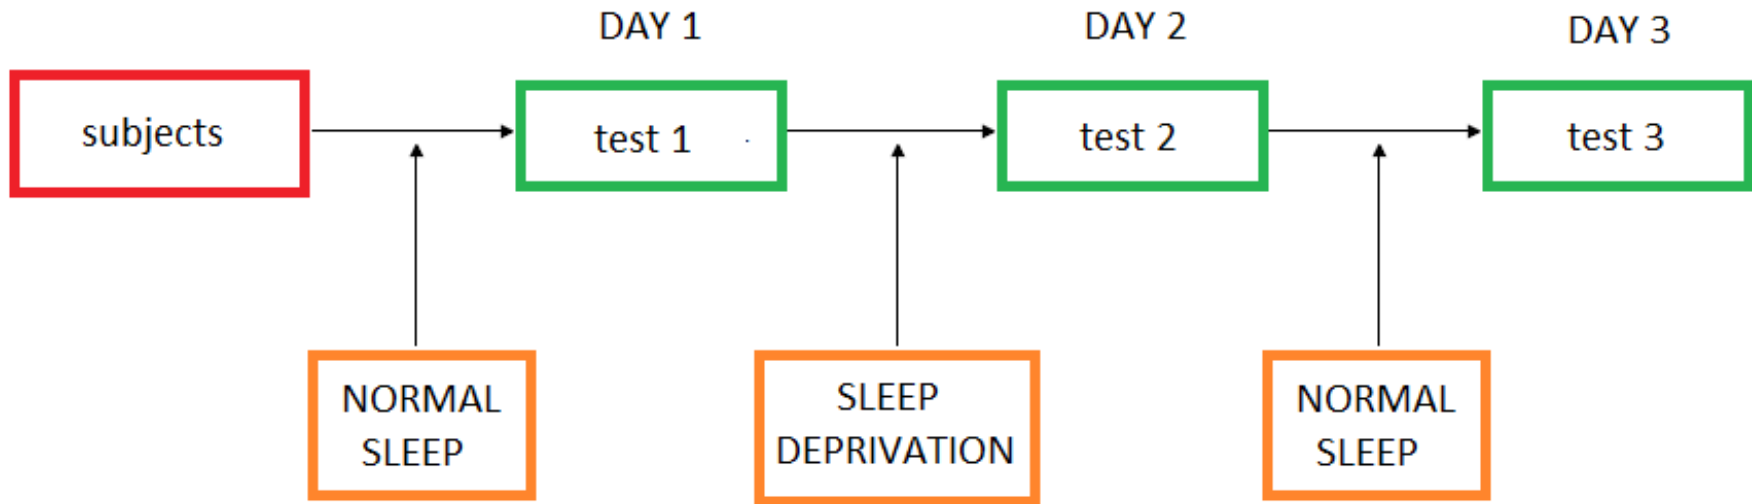 DAY 1
DAY 2
DAY 3
subjects
test 1
test 2
test 3
NORMAL
SLEEP
SLEEP
DEPRIVATION
NORMAL
SLEEP